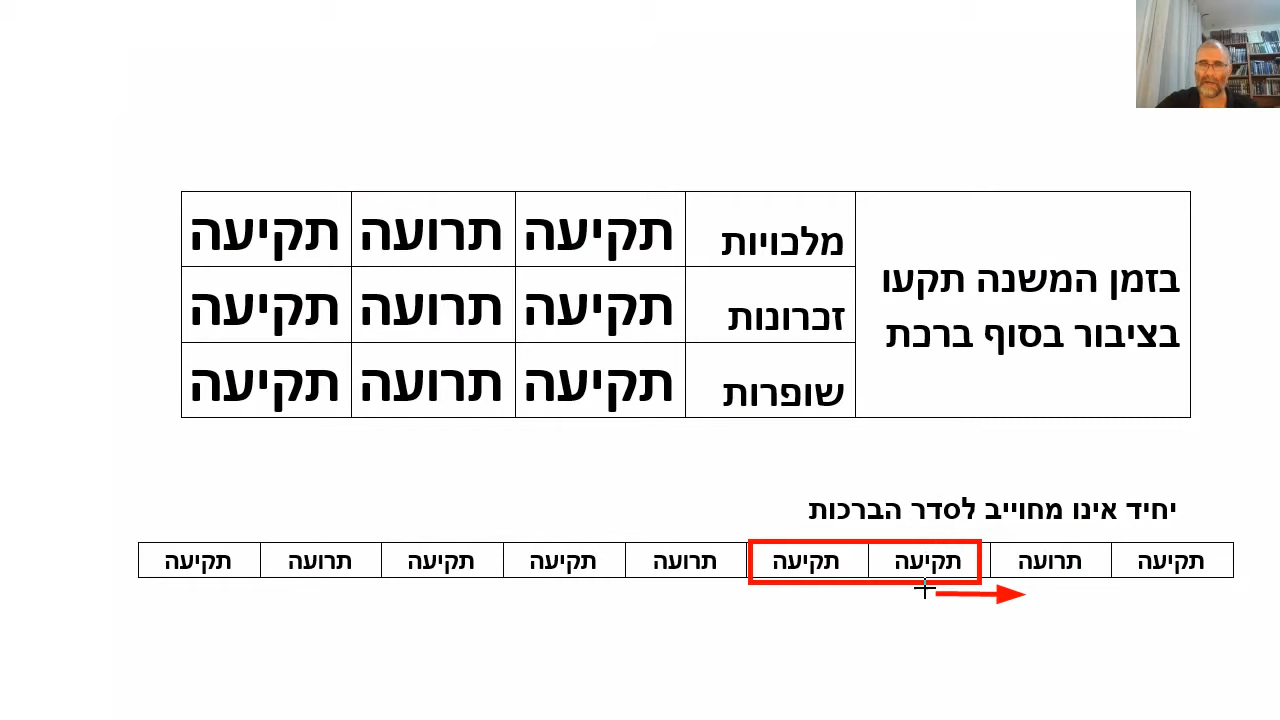 בזמן המשנה תקעו
בציבור בסוף ברכת
מלכויות תקיעה תרועה תקיעה
זכרונות תקיעה תרועה תקיעה
שופרות תקיעה תרועה תקיעה
יחיד אינו מחוייב לסדר הברכות
תקיעה תרועה תקיעה תקיעה תרועה תקיעה תקיעה תרועה תקיעה